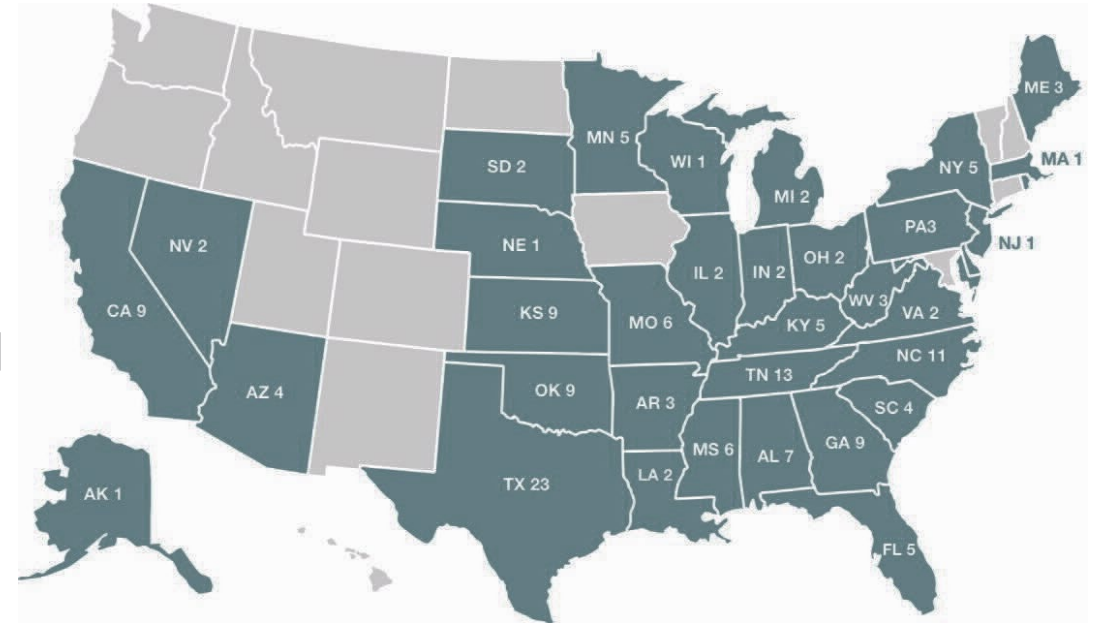 ME 3
MN 5
WI 1
NY 5
MA 1
SD 2
MI 2
PA3
NV 2
NE 1
NJ 1
OH 2
IL 2
IN 2
WV 3
CA 9
KS 9
MO 6
VA 2
KY 5
NC 11
TN 13
AZ 4
OK 9
AR 3
SC 4
MS 6
AL 7
GA 9
LA 2
TX 23
AK 1
FL 5